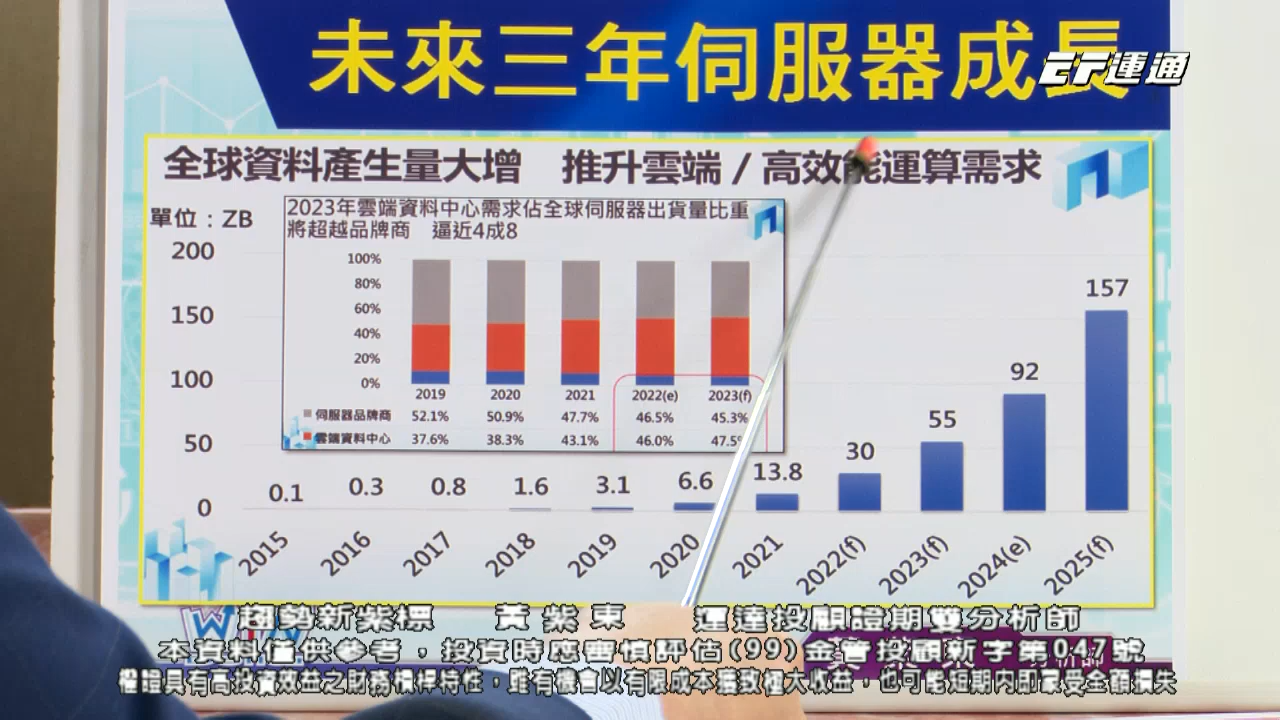 未來三年伺服器成長
運通
全球資料產生量大增 推升雲端 / 高效能運算需求
單位：ZB
200
150
100
50
0
2023年雲端資料中心需求佔全球伺服器出貨量比重
將超越品牌商 逼近4成8
100%
80%
60%
40%
20%
0%
2019 2020 2021 2022(e) 2023(f)
伺服器品牌商 52.1% 50.9% 47.7% 46.5% 45.3%
雲端資料中心 37.6% 38.3% 43.1% 46.0% 47.5%
0.1 0.3 0.8 1.6 3.1 6.6 13.8 30 55 92 157
2015 2016 2017 2018 2019 2020 2021 2022(f) 2023(f) 2024(e) 2025(f)
趨勢新紫標 黃紫東 運達投顧證期雙分析師
本資料僅供參考，投資時應審慎評估(99)金管投顧新字第047號
權證具有高投資效益之財務槓桿特性，雖有機會以有限成本獲致極大收益，也可能短期內即蒙受全額損失